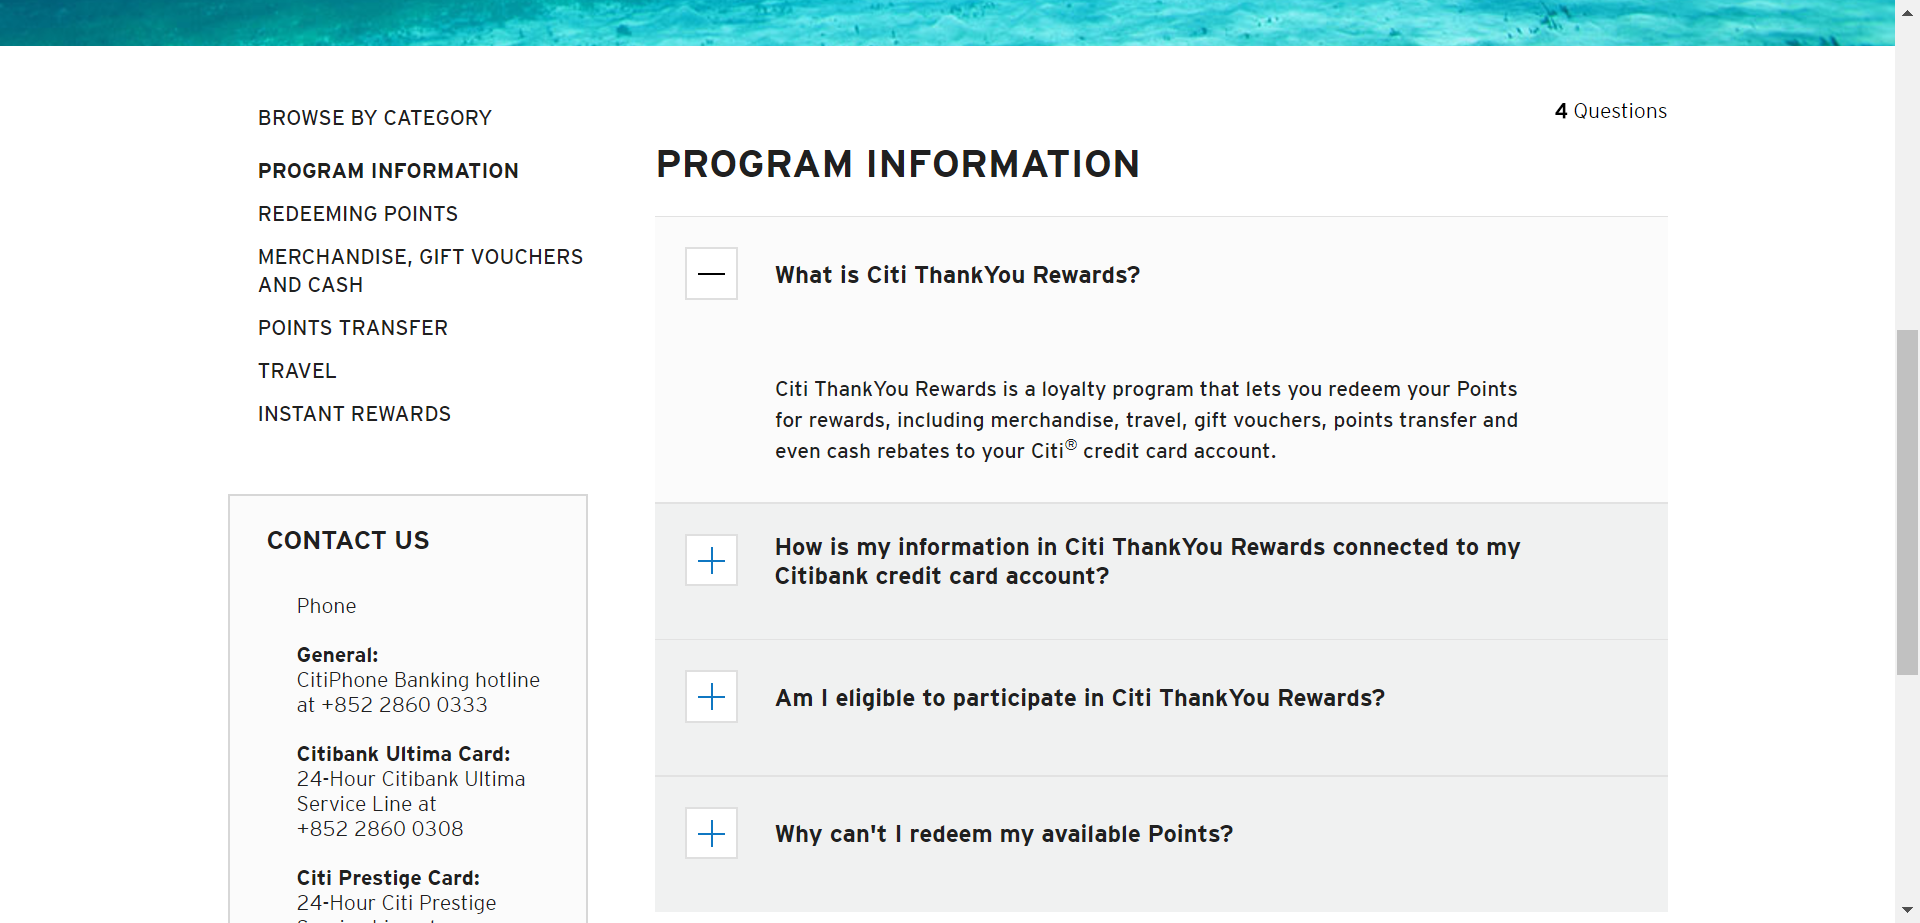 BROWSE BY CATEGORY
PROGRAM INFORMATION
REDEEMING POINTS
MERCHANDISE, GIFT VOUCHERS
AND CASH
POINTS TRANSFER
TRAVEL
INSTANT REWARDS
CONTACT US
Phone
General:
CitiPhone Banking hotline
at +852 2860 0333
Citibank Ultima Card:
24-Hour Citibank Ultima
Service Line at
+852 2860 0308
Citi Prestige Card:
24-Hour Citi Prestige
4 Questions
PROGRAM INFORMATION
What is Citi ThankYou Rewards?
Citi ThankYou Rewards is a loyalty program that lets you redeem your Points
for rewards, including merchandise, travel, gift vouchers, points transfer and
even cash rebates to your Citi® credit card account.
How is my information in Citi ThankYou Rewards connected to my
Citibank credit card account?
Am I eligible to participate in Citi ThankYou Rewards?
Why can't I redeem my available Points?